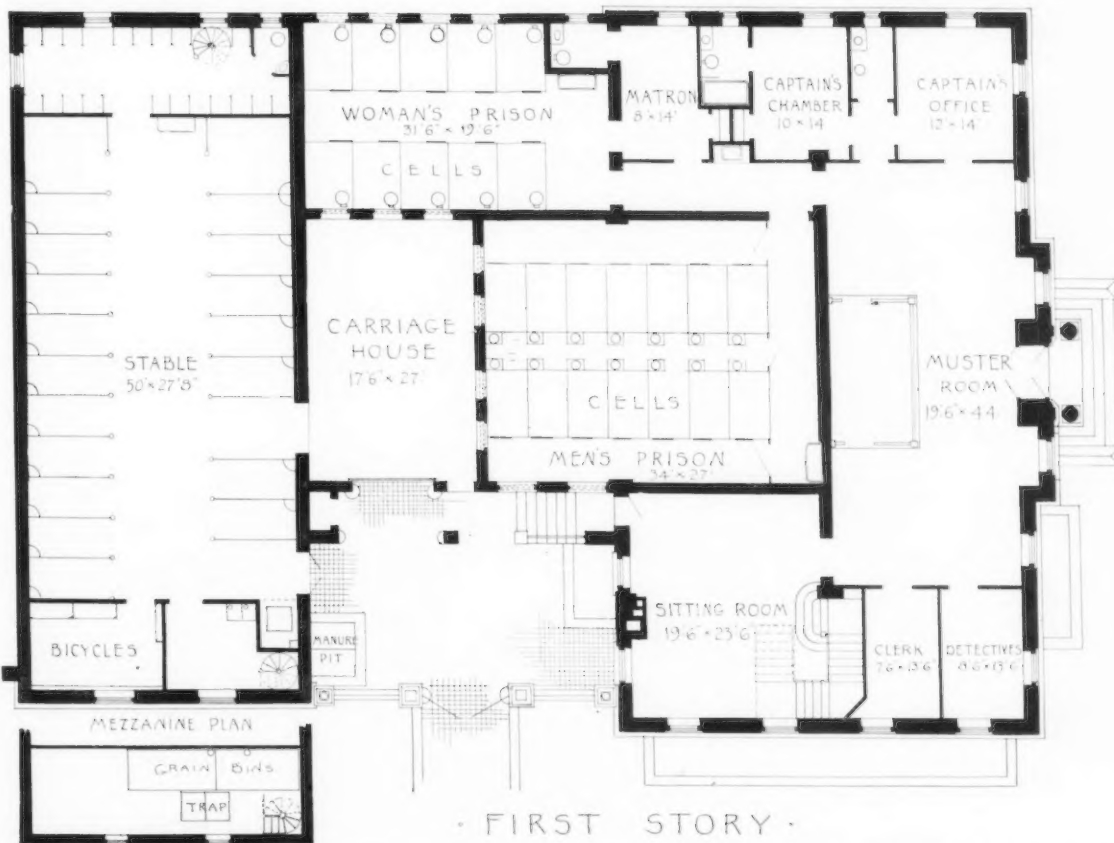 WOMAN'S PRISON
31'6" × 19'6"
CELLS
MATRON
8' × 14'
CAPTAIN'S
CHAMBER
10 × 14
CAPTAIN'S
OFFICE
12' × 14'
STABLE
50' × 27'8"
CARRIAGE
HOUSE
17'6" × 27'
CELLS
MEN'S PRISON
34' × 27'
MUSTER
ROOM
19'6" × 44
BICYCLES
MANURE
PIT
SITTING ROOM
19'6" × 23'6"
CLERK
7'6" × 13'6"
DETECTIVES
8'6" × 13'6"
MEZZANINE PLAN
GRAIN BINS
TRAP
· FIRST STORY ·